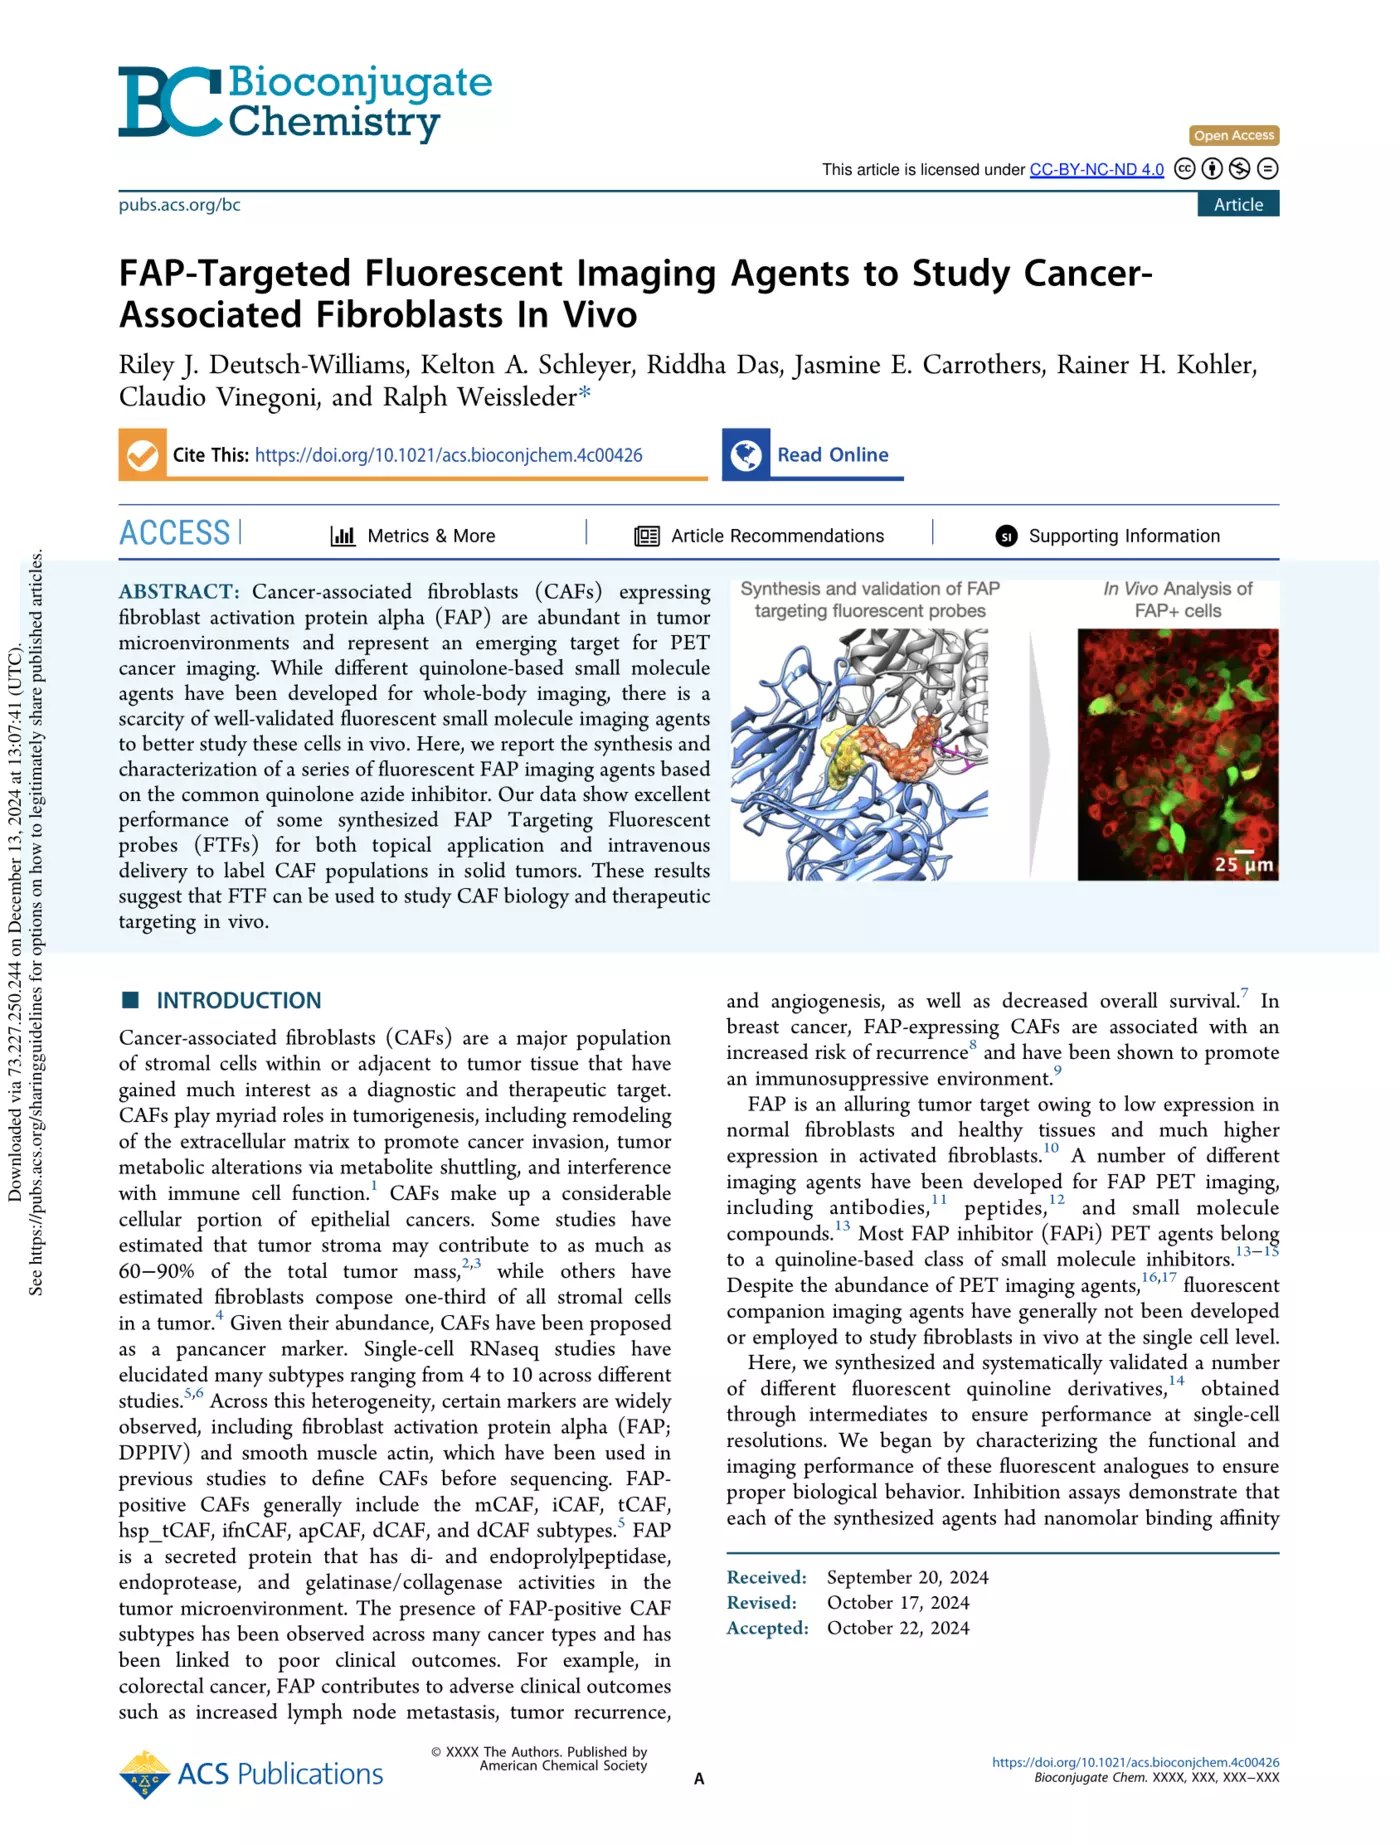 Bioconjugate
Chemistry
Open Access
This article is licensed under CC-BY-NC-ND 4.0
pubs.acs.org/bc
Article
FAP-Targeted Fluorescent Imaging Agents to Study Cancer-
Associated Fibroblasts In Vivo
Riley J. Deutsch-Williams, Kelton A. Schleyer, Riddha Das, Jasmine E. Carrothers, Rainer H. Kohler,
Claudio Vinegoni, and Ralph Weissleder*
Cite This: https://doi.org/10.1021/acs.bioconjchem.4c00426
Read Online
ACCESS
Metrics & More
Article Recommendations
SI Supporting Information
ABSTRACT: Cancer-associated fibroblasts (CAFs) expressing
fibroblast activation protein alpha (FAP) are abundant in tumor
microenvironments and represent an emerging target for PET
cancer imaging. While different quinolone-based small molecule
agents have been developed for whole-body imaging, there is a
scarcity of well-validated fluorescent small molecule imaging agents
to better study these cells in vivo. Here, we report the synthesis and
characterization of a series of fluorescent FAP imaging agents based
on the common quinolone azide inhibitor. Our data show excellent
performance of some synthesized FAP Targeting Fluorescent
probes (FTFs) for both topical application and intravenous
delivery to label CAF populations in solid tumors. These results
suggest that FTF can be used to study CAF biology and therapeutic
targeting in vivo.
Synthesis and validation of FAP
targeting fluorescent probes
In Vivo Analysis of
FAP+ cells
25 µm
■ INTRODUCTION
Cancer-associated fibroblasts (CAFs) are a major population
of stromal cells within or adjacent to tumor tissue that have
gained much interest as a diagnostic and therapeutic target.
CAFs play myriad roles in tumorigenesis, including remodeling
of the extracellular matrix to promote cancer invasion, tumor
metabolic alterations via metabolite shuttling, and interference
with immune cell function.1 CAFs make up a considerable
cellular portion of epithelial cancers. Some studies have
estimated that tumor stroma may contribute to as much as
60−90% of the total tumor mass,2,3 while others have
estimated fibroblasts compose one-third of all stromal cells
in a tumor.4 Given their abundance, CAFs have been proposed
as a pancancer marker. Single-cell RNaseq studies have
elucidated many subtypes ranging from 4 to 10 across different
studies.5,6 Across this heterogeneity, certain markers are widely
observed, including fibroblast activation protein alpha (FAP;
DPPIV) and smooth muscle actin, which have been used in
previous studies to define CAFs before sequencing. FAP-
positive CAFs generally include the mCAF, iCAF, tCAF,
hsp_tCAF, ifnCAF, apCAF, dCAF, and dCAF subtypes.5 FAP
is a secreted protein that has di- and endoprolylpeptidase,
endoprotease, and gelatinase/collagenase activities in the
tumor microenvironment. The presence of FAP-positive CAF
subtypes has been observed across many cancer types and has
been linked to poor clinical outcomes. For example, in
colorectal cancer, FAP contributes to adverse clinical outcomes
such as increased lymph node metastasis, tumor recurrence,
and angiogenesis, as well as decreased overall survival.7 In
breast cancer, FAP-expressing CAFs are associated with an
increased risk of recurrence8 and have been shown to promote
an immunosuppressive environment.9
FAP is an alluring tumor target owing to low expression in
normal fibroblasts and healthy tissues and much higher
expression in activated fibroblasts.10 A number of different
imaging agents have been developed for FAP PET imaging,
including antibodies,11 peptides,12 and small molecule
compounds.13 Most FAP inhibitor (FAPi) PET agents belong
to a quinoline-based class of small molecule inhibitors.13−15
Despite the abundance of PET imaging agents,16,17 fluorescent
companion imaging agents have generally not been developed
or employed to study fibroblasts in vivo at the single cell level.
Here, we synthesized and systematically validated a number
of different fluorescent quinoline derivatives,14 obtained
through intermediates to ensure performance at single-cell
resolutions. We began by characterizing the functional and
imaging performance of these fluorescent analogues to ensure
proper biological behavior. Inhibition assays demonstrate that
each of the synthesized agents had nanomolar binding affinity
Received: September 20, 2024
Revised: October 17, 2024
Accepted: October 22, 2024
ACS Publications
© XXXX The Authors. Published by
American Chemical Society
A
https://doi.org/10.1021/acs.bioconjchem.4c00426
Bioconjugate Chem. XXXX, XXX, XXX−XXX
Downloaded via 73.227.250.244 on December 13, 2024 at 13:07:41 (UTC).
See https://pubs.acs.org/sharingguidelines for options on how to legitimately share published articles.